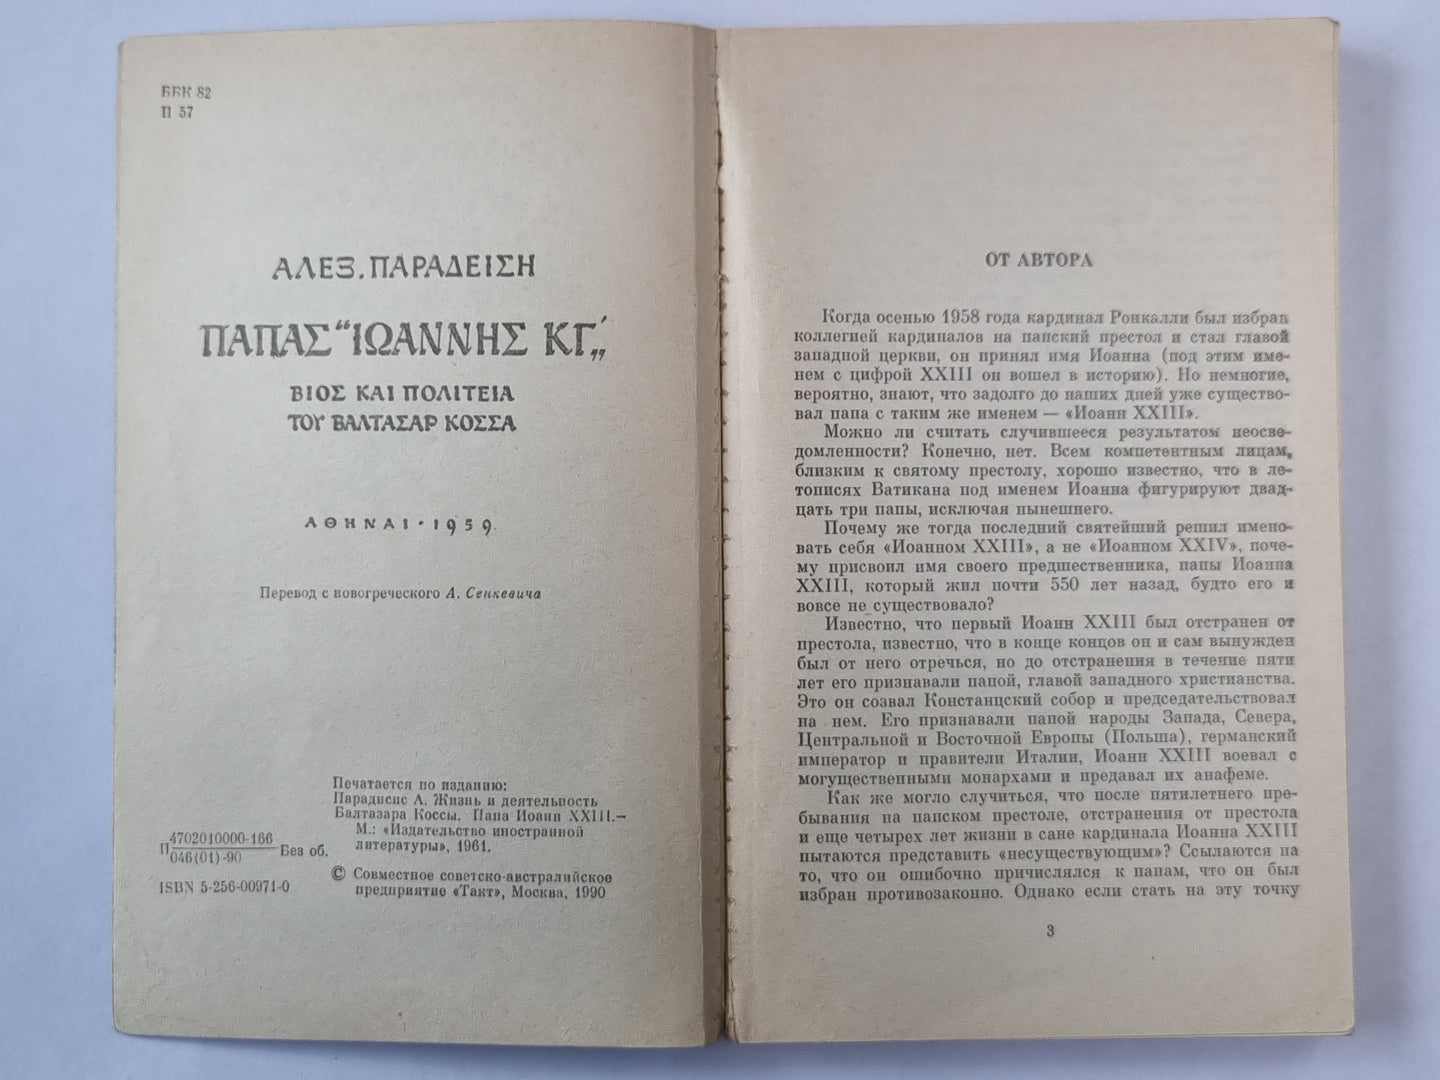 ББК 82
П 57
ΑΛΕΞ. ΠΑΡΑΔΕΙΣΗ
ΠΑΠΑΣ “ΙΩΑΝΝΗΣ ΚΓ΄„
ΒΙΟΣ ΚΑΙ ΠΟΛΙΤΕΙΑ
ΤΟΥ ΒΑΛΤΑΣΑΡ ΚΟΣΣΑ
ΑΘΗΝΑΙ · 1959
Перевод с новогреческого А. Сенкевича
Печатается по изданию:
Парадисис А. Жизнь и деятельность
Балтазара Коссы. Папа Иоанн XXIII.—
М.: «Издательство иностранной
литературы», 1961.
П 4702010000-166
046(01)-90 Без об.
ISBN 5-256-00971-0
© Совместное советско-австралийское
предприятие «Такт», Москва, 1990
ОТ АВТОРА
Когда осенью 1958 года кардинал Ронкалли был избран
коллегией кардиналов на папский престол и стал главой
западной церкви, он принял имя Иоанна (под этим име-
нем с цифрой XXIII он вошел в историю). Но немногие,
вероятно, знают, что задолго до наших дней уже существо-
вал папа с таким же именем — «Иоанн XXIII».
Можно ли считать случившееся результатом неосве-
домленности? Конечно, нет. Всем компетентным лицам,
близким к святому престолу, хорошо известно, что в ле-
тописях Ватикана под именем Иоанна фигурируют двад-
цать три папы, исключая нынешнего.
Почему же тогда последний святейший решил имено-
вать себя «Иоанном XXIII», а не «Иоанном XXIV», поче-
му присвоил имя своего предшественника, папы Иоанна
XXIII, который жил почти 550 лет назад, будто его и
вовсе не существовало?
Известно, что первый Иоанн XXIII был отстранен от
престола, известно, что в конце концов он и сам вынужден
был от него отречься, но до отстранения в течение пяти
лет его признавали папой, главой западного христианства.
Это он созвал Констанцский собор и председательствовал
на нем. Его признавали папой народы Запада, Севера,
Центральной и Восточной Европы (Польша), германский
император и правители Италии, Иоанн XXIII воевал с
могущественными монархами и предавал их анафеме.
Как же могло случиться, что после пятилетнего пре-
бывания на папском престоле, отстранения от престола
и еще четырех лет жизни в сане кардинала Иоанна XXIII
пытаются представить «несуществующим»? Ссылаются на
то, что он ошибочно причислялся к папам, что он был
избран противозаконно. Однако если стать на эту точку
3